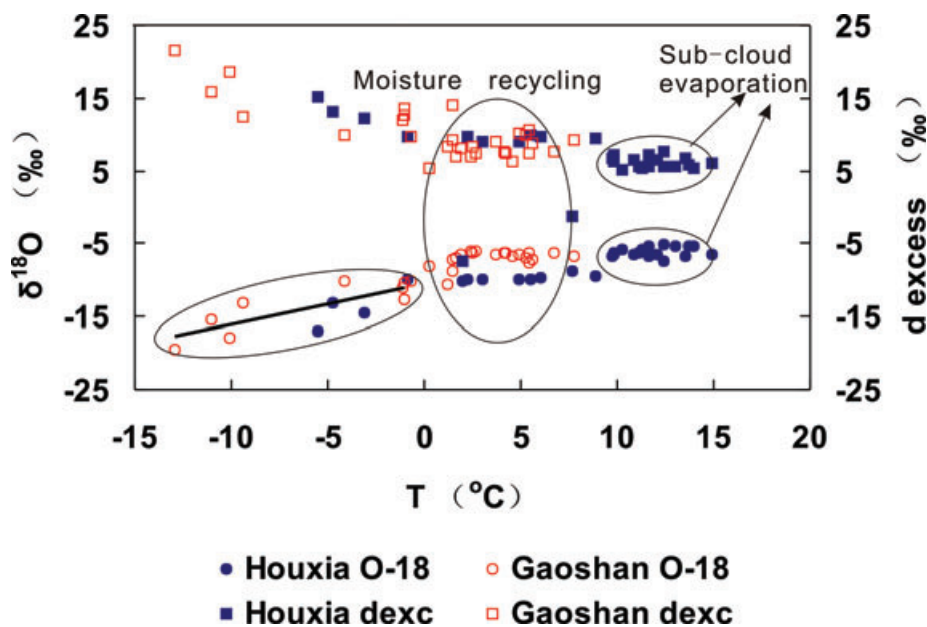 25
15
5
-5
-15
-25
δ¹⁸O (‰)
Moisture recycling
Sub-cloud
evaporation
25
15
5
-5
-15
-25
d excess (‰)
-15 -10 -5 0 5 10 15 20
T (°C)
Houxia O-18 Gaoshan O-18
Houxia dexc Gaoshan dexc